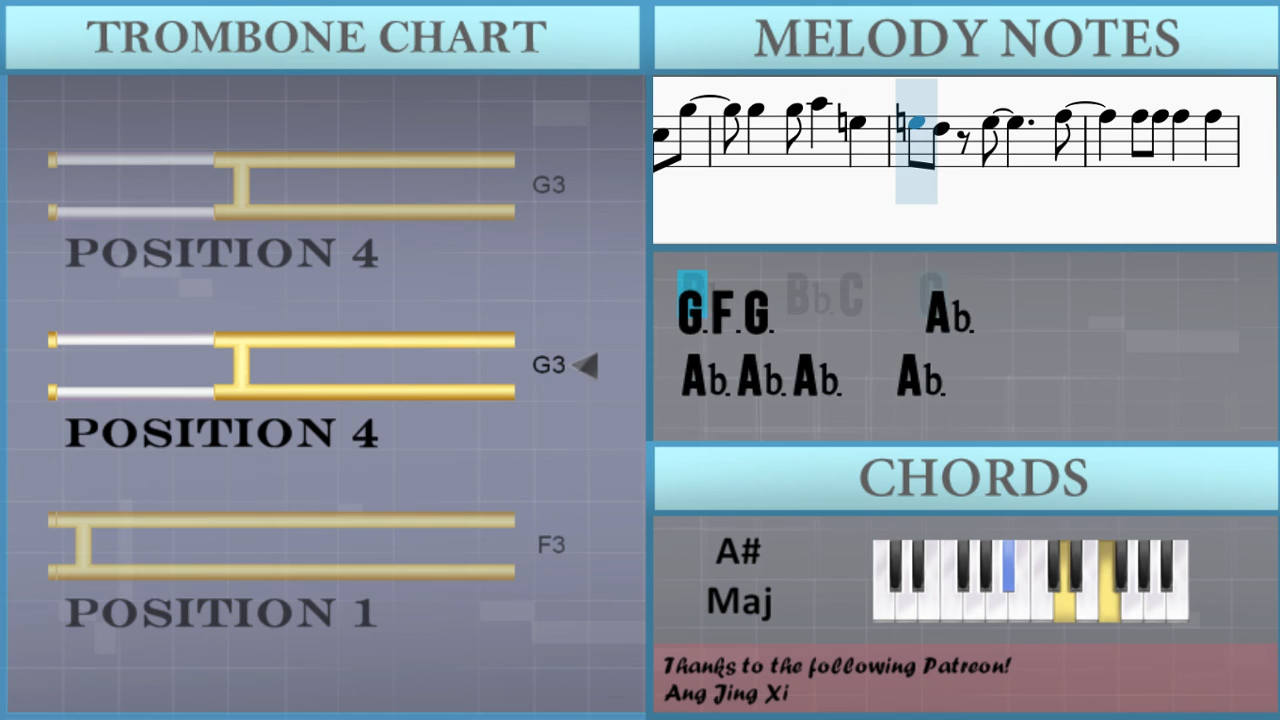 TROMBONE CHART
G3
POSITION 4
G3
POSITION 4
F3
POSITION 1
MELODY NOTES
Bb. C
G. F. G. Ab.
Ab. Ab. Ab. Ab.
CHORDS
A#
Maj
Thanks to the following Patreon!
Ang Jing Xi